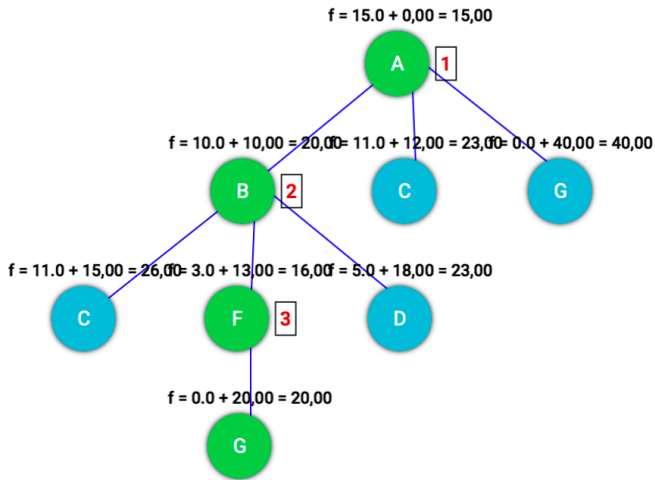 f = 15.0 + 0,00 = 15,00
A 1
f = 10.0 + 10,00 = 20,00 f = 11.0 + 12,00 = 23,00 f = 0.0 + 40,00 = 40,00
B 2 C G
f = 11.0 + 15,00 = 26,00 f = 3.0 + 13,00 = 16,00 f = 5.0 + 18,00 = 23,00
C F 3 D
f = 0.0 + 20,00 = 20,00
G